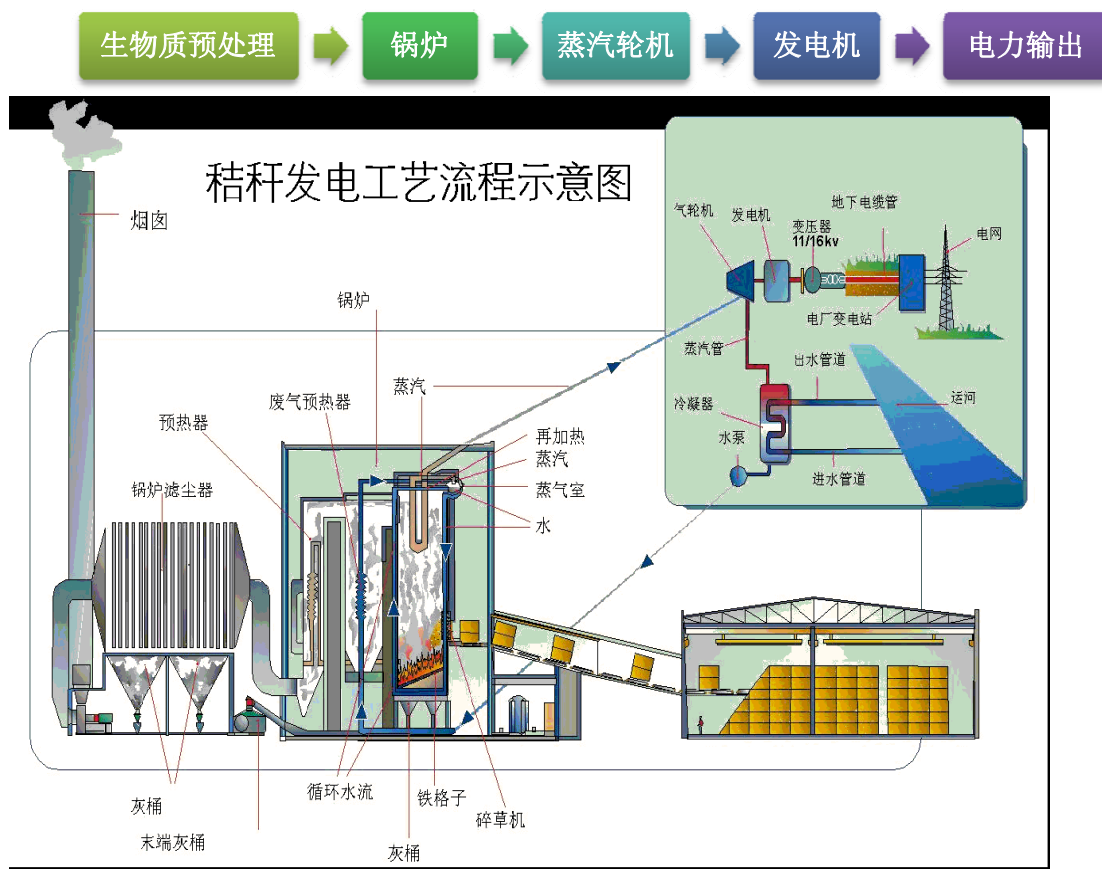 生物质预处理
锅炉
蒸汽轮机
发电机
电力输出
秸秆发电工艺流程示意图
烟囱
气轮机
发电机
变压器
11/16kv
地下电缆管
电网
电厂变电站
蒸汽管
出水管道
冷凝器
运河
水泵
进水管道
锅炉
蒸汽
废气预热器
预热器
再加热
蒸汽
锅炉滤尘器
蒸气室
水
循环水流
铁格子
碎草机
灰桶
末端灰桶
灰桶